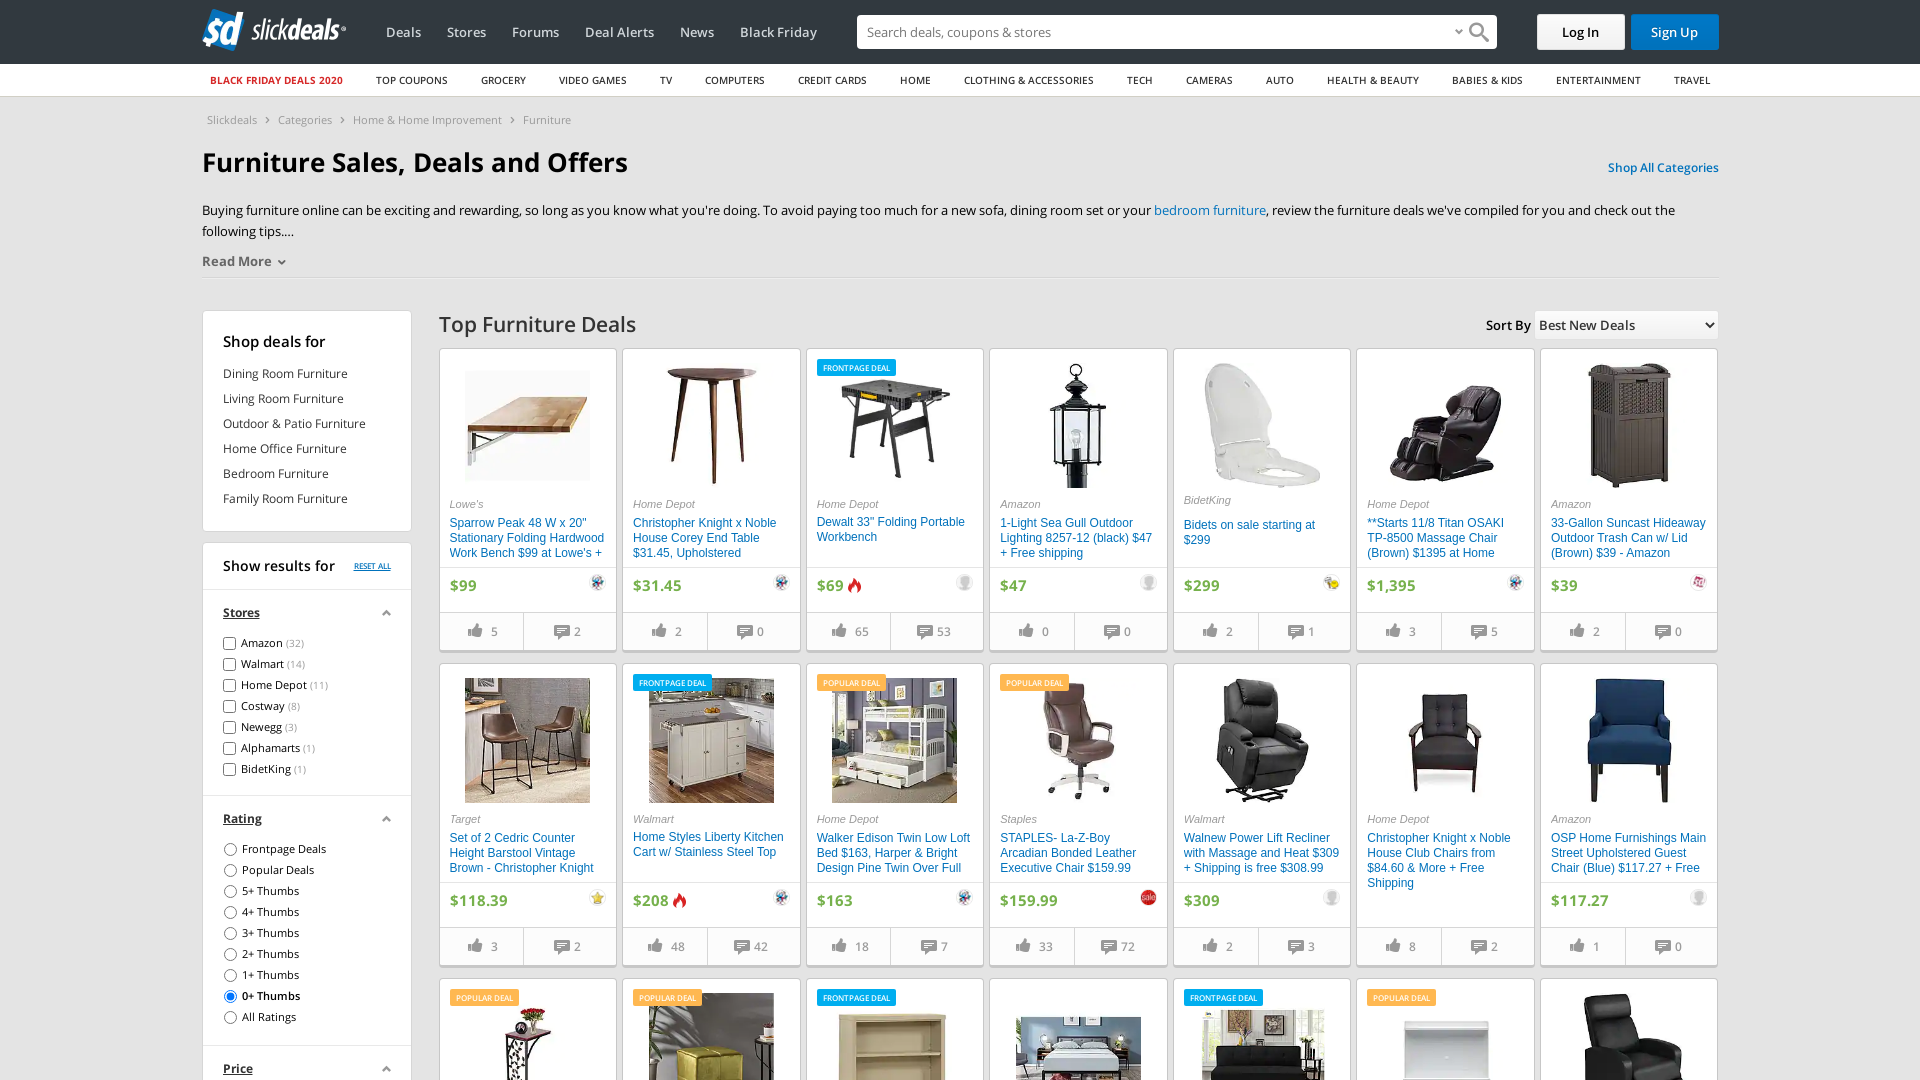 slickdeals
Deals
Stores
Forums
Deal Alerts
News
Black Friday
Search deals, coupons & stores
Log In
Sign Up
BLACK FRIDAY DEALS 2020
TOP COUPONS
GROCERY
VIDEO GAMES
TV
COMPUTERS
CREDIT CARDS
HOME
CLOTHING & ACCESSORIES
TECH
CAMERAS
AUTO
HEALTH & BEAUTY
BABIES & KIDS
ENTERTAINMENT
TRAVEL
Slickdeals > Categories > Home & Home Improvement > Furniture
Furniture Sales, Deals and Offers
Shop All Categories
Buying furniture online can be exciting and rewarding, so long as you know what you're doing. To avoid paying too much for a new sofa, dining room set or your bedroom furniture, review the furniture deals we've compiled for you and check out the
following tips....
Read More
Shop deals for
Dining Room Furniture
Living Room Furniture
Outdoor & Patio Furniture
Home Office Furniture
Bedroom Furniture
Family Room Furniture
Show results for
RESET ALL
Stores
Amazon (32)
Walmart (14)
Home Depot (11)
Costway (8)
Newegg (3)
Alphamarts (1)
BidetKing (1)
Rating
Frontpage Deals
Popular Deals
5+ Thumbs
4+ Thumbs
3+ Thumbs
2+ Thumbs
1+ Thumbs
0+ Thumbs
All Ratings
Price
Top Furniture Deals
Sort By
Best New Deals
Lowe's
Sparrow Peak 48 W x 20"
Stationary Folding Hardwood
Work Bench $99 at Lowe's +
$99
5
2
Home Depot
Christopher Knight x Noble
House Corey End Table
$31.45, Upholstered
$31.45
2
0
FRONTPAGE DEAL
Home Depot
Dewalt 33" Folding Portable
Workbench
$69
65
53
Amazon
1-Light Sea Gull Outdoor
Lighting 8257-12 (black) $47
+ Free shipping
$47
0
0
BidetKing
Bidets on sale starting at
$299
$299
2
1
Home Depot
**Starts 11/8 Titan OSAKI
TP-8500 Massage Chair
(Brown) $1395 at Home
$1,395
3
5
Amazon
33-Gallon Suncast Hideaway
Outdoor Trash Can w/ Lid
(Brown) $39 - Amazon
$39
2
0
Target
Set of 2 Cedric Counter
Height Barstool Vintage
Brown - Christopher Knight
$118.39
3
2
FRONTPAGE DEAL
Walmart
Home Styles Liberty Kitchen
Cart w/ Stainless Steel Top
$208
48
42
POPULAR DEAL
Home Depot
Walker Edison Twin Low Loft
Bed $163, Harper & Bright
Design Pine Twin Over Full
$163
18
7
POPULAR DEAL
Staples
STAPLES- La-Z-Boy
Arcadian Bonded Leather
Executive Chair $159.99
$159.99
sale
33
72
Walmart
Walnew Power Lift Recliner
with Massage and Heat $309
+ Shipping is free $308.99
$309
2
3
Home Depot
Christopher Knight x Noble
House Club Chairs from
$84.60 & More + Free
Shipping
8
2
Amazon
OSP Home Furnishings Main
Street Upholstered Guest
Chair (Blue) $117.27 + Free
$117.27
1
0
POPULAR DEAL
POPULAR DEAL
FRONTPAGE DEAL
FRONTPAGE DEAL
POPULAR DEAL